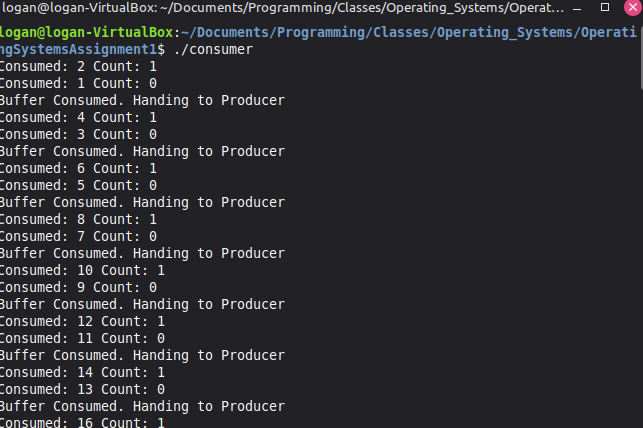 logan@logan-VirtualBox:~/Documents/Programming/Classes/Operating_Systems/Operat...
logan@logan-VirtualBox:~/Documents/Programming/Classes/Operating_Systems/Operati
ngSystemsAssignment1$ ./consumer
Consumed: 2 Count: 1
Consumed: 1 Count: 0
Buffer Consumed. Handing to Producer
Consumed: 4 Count: 1
Consumed: 3 Count: 0
Buffer Consumed. Handing to Producer
Consumed: 6 Count: 1
Consumed: 5 Count: 0
Buffer Consumed. Handing to Producer
Consumed: 8 Count: 1
Consumed: 7 Count: 0
Buffer Consumed. Handing to Producer
Consumed: 10 Count: 1
Consumed: 9 Count: 0
Buffer Consumed. Handing to Producer
Consumed: 12 Count: 1
Consumed: 11 Count: 0
Buffer Consumed. Handing to Producer
Consumed: 14 Count: 1
Consumed: 13 Count: 0
Buffer Consumed. Handing to Producer
Consumed: 16 Count: 1